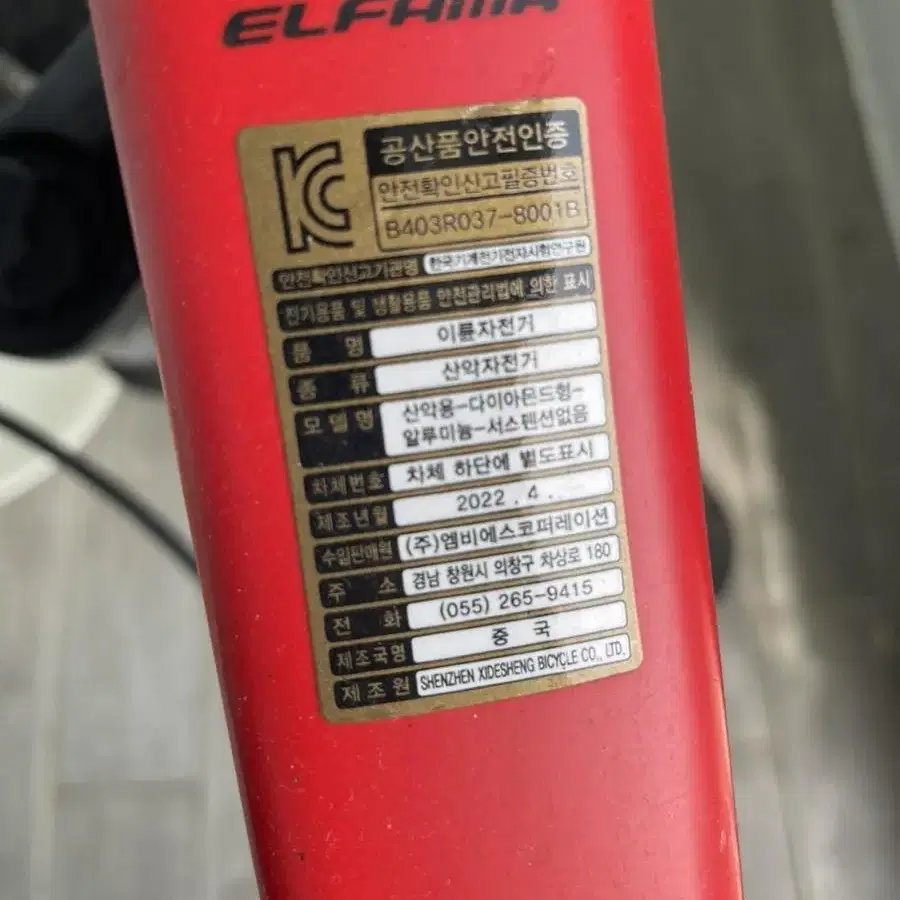 ELFAMA
KC
공산품안전인증
안전확인신고필증번호
B403R037-8001B
안전확인신고기관명 한국기계전기전자시험연구원
전기용품 및 생활용품 안전관리법에 의한 표시
품 명 이륜자전거
종 류 산악자전거
모델명 산악용-다이아몬드형-
알루미늄-서스텐션없음
차체번호 차체 하단에 별도표시
제조년월 2022 . 4 .
수입판매원 (주)엠비에스코퍼레이션
주 소 경남 창원시 의창구 차상로 180
전 화 (055) 265-9415
제조국명 중 국
제조원 SHENZHEN XIDESHENG BICYCLE CO., LTD.